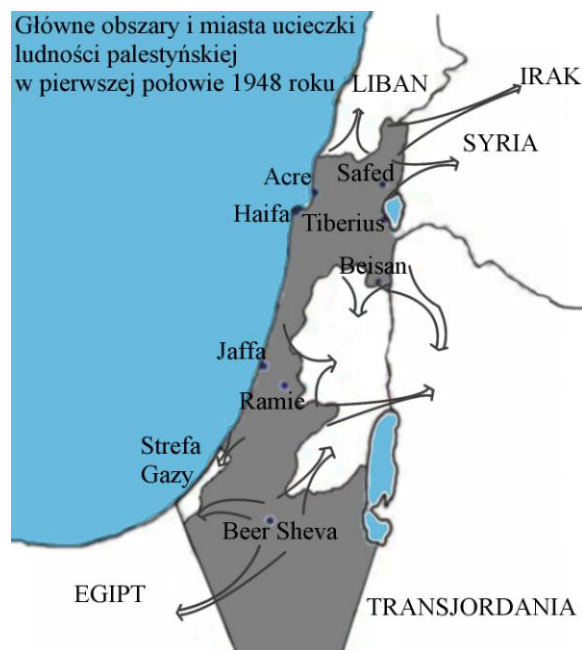 Główne obszary i miasta ucieczki
ludności palestyńskiej
w pierwszej połowie 1948 roku
LIBAN
IRAK
SYRIA
Acre
Safed
Haifa
Tiberius
Beisan
Jaffa
Ramie
Strefa
Gazy
Beer Sheva
EGIPT
TRANSJORDANIA